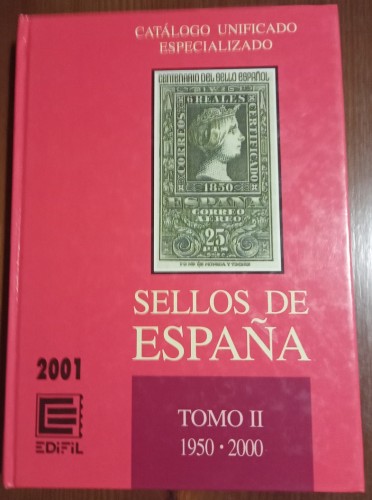 CATÁLOGO UNIFICADO
ESPECIALIZADO
CENTENARIO DEL SELLO ESPAÑOL
6 REALES
CORREOS
CERTIFICADO
1850
ESPAÑA
CORREO
AEREO
25
PTS
SELLOS DE
ESPAÑA
2001
EDIFIL
TOMO II
1950 · 2000